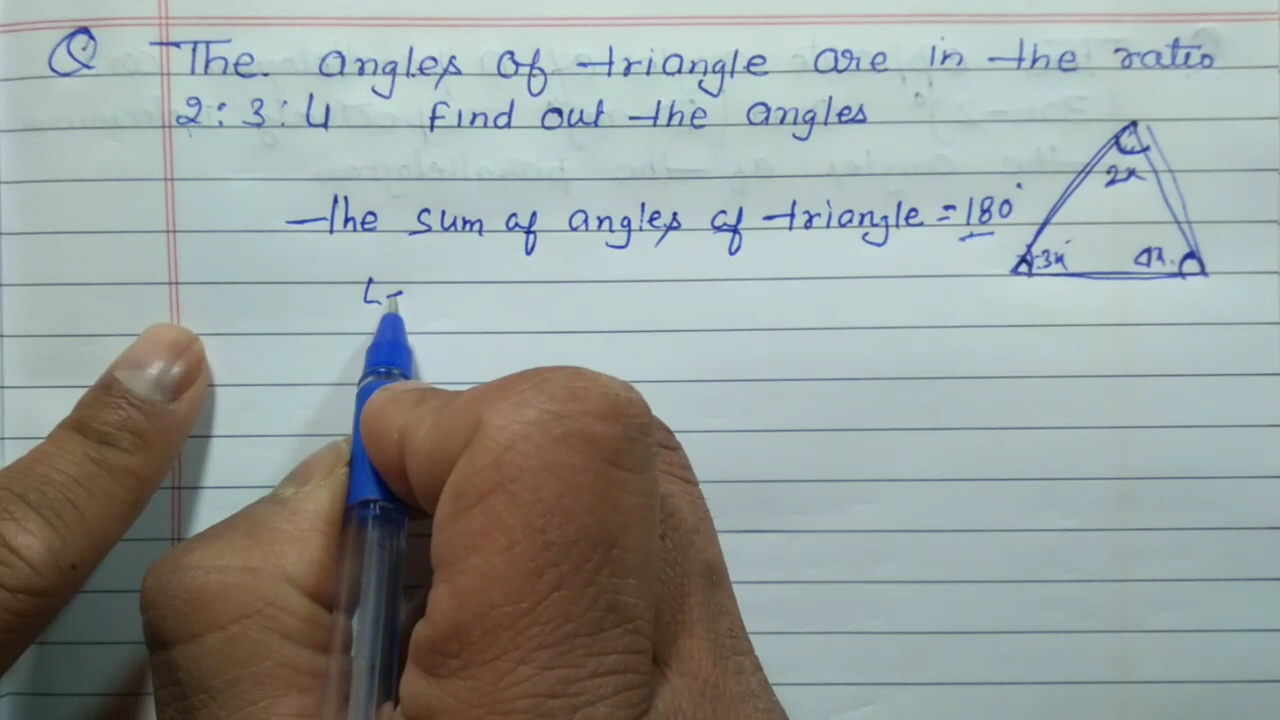 Q The. angles of triangle are in the ratio
2:3:4 find out the angles
2x
The sum of angles of triangle = 180°
3x 4x.